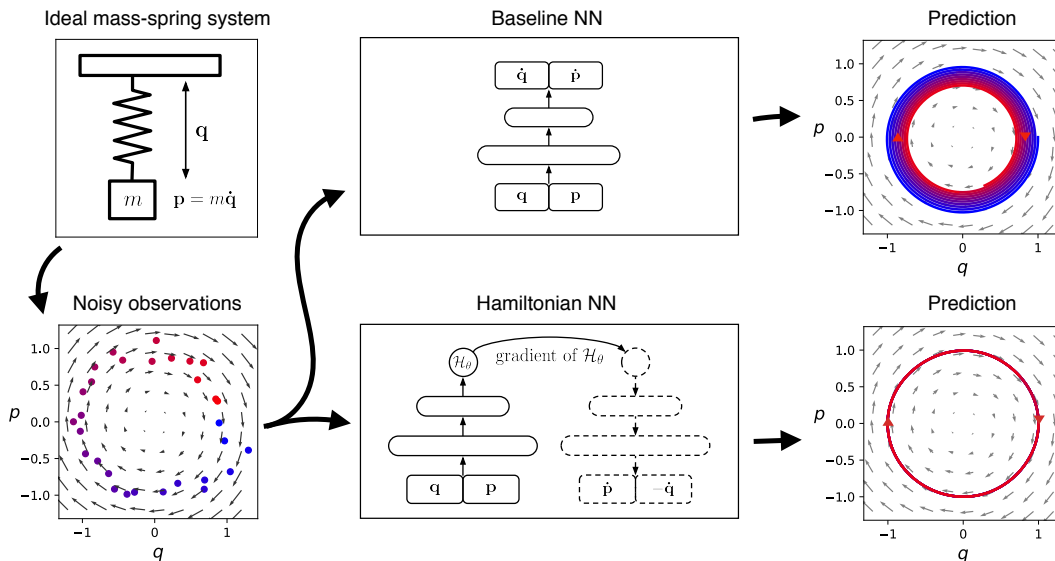 Ideal mass-spring system
q
m
p = mq̇
Baseline NN
q̇ ṗ
q p
Prediction
p
1.0
0.5
0.0
−0.5
−1.0
−1 0 1
q
Noisy observations
p
1.0
0.5
0.0
−0.5
−1.0
−1 0 1
q
Hamiltonian NN
ℋθ
gradient of ℋθ
q p
ṗ −q̇
Prediction
p
1.0
0.5
0.0
−0.5
−1.0
−1 0 1
q